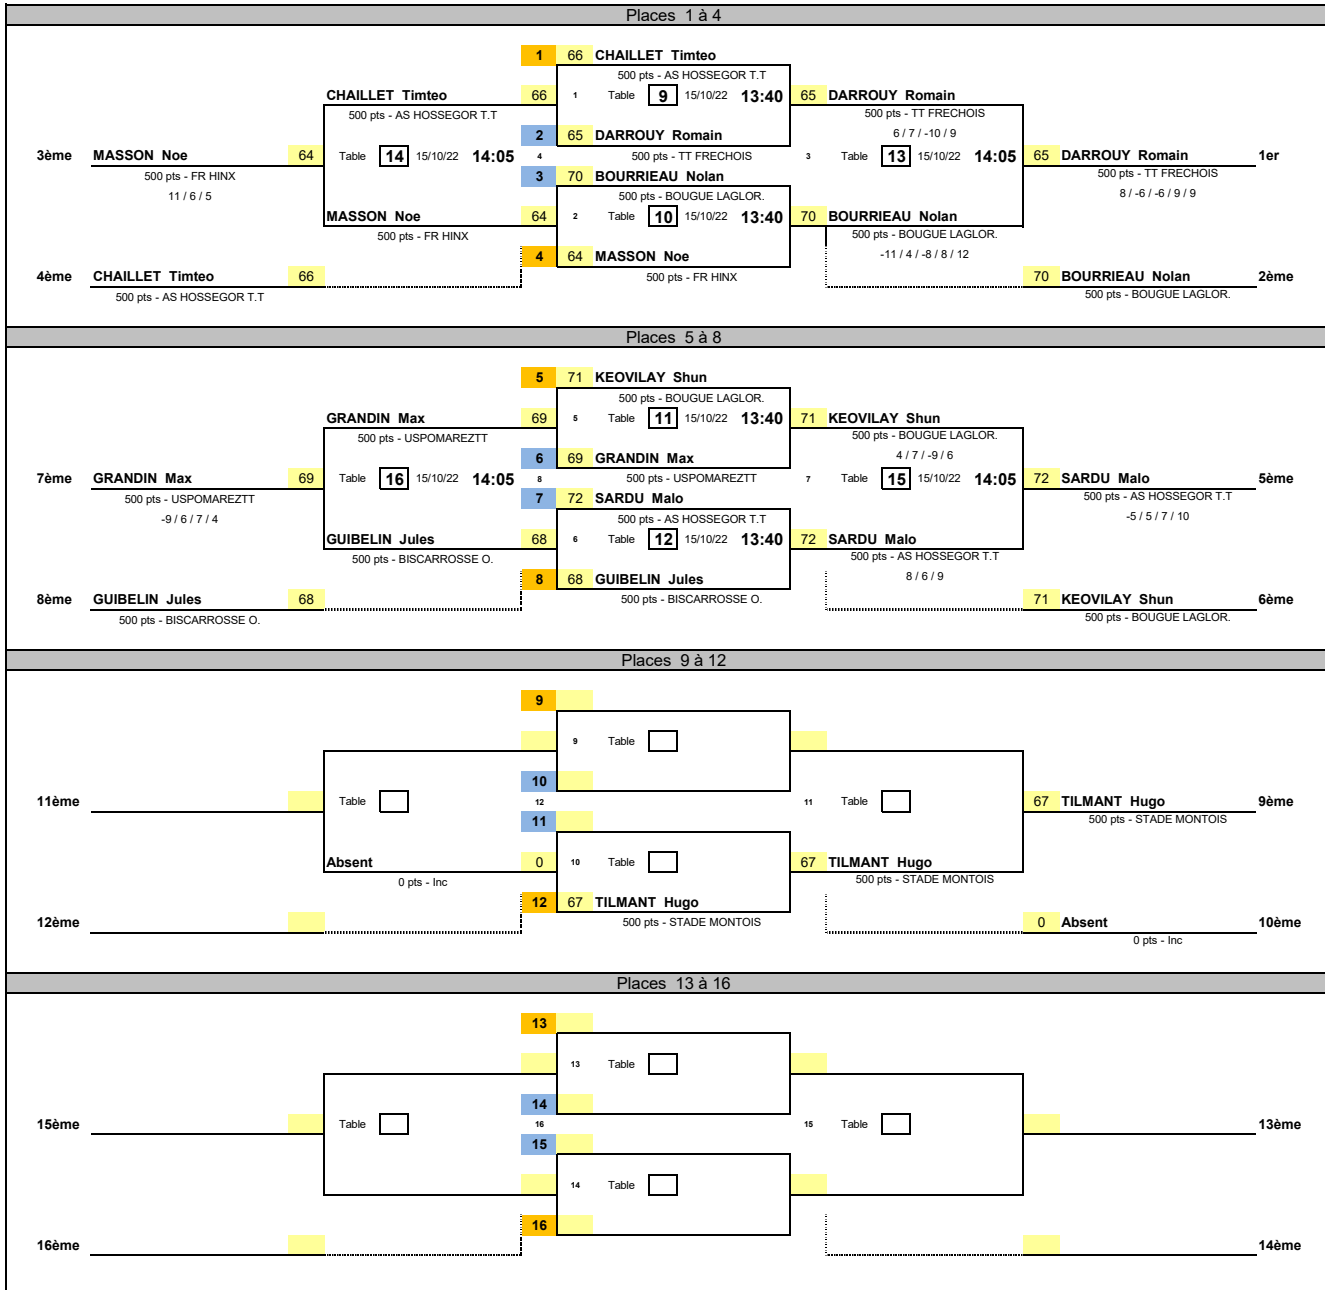 Places 1 à 4
1 66 CHAILLET Timteo
500 pts - AS HOSSEGOR T.T
CHAILLET Timteo 66 1 Table 9 15/10/22 13:40 65 DARROUY Romain
500 pts - AS HOSSEGOR T.T 500 pts - TT FRECHOIS
2 65 DARROUY Romain 6 / 7 / -10 / 9
3ème MASSON Noe 64 Table 14 15/10/22 14:05 4 500 pts - TT FRECHOIS 3 Table 13 15/10/22 14:05 65 DARROUY Romain 1er
500 pts - FR HINX 3 70 BOURRIEAU Nolan 500 pts - TT FRECHOIS
11 / 6 / 5 500 pts - BOUGUE LAGLOR. 8 / -6 / -6 / 9 / 9
MASSON Noe 64 2 Table 10 15/10/22 13:40 70 BOURRIEAU Nolan
500 pts - FR HINX 500 pts - BOUGUE LAGLOR.
4 64 MASSON Noe -11 / 4 / -8 / 8 / 12
4ème CHAILLET Timteo 66 500 pts - FR HINX 70 BOURRIEAU Nolan 2ème
500 pts - AS HOSSEGOR T.T 500 pts - BOUGUE LAGLOR.
Places 5 à 8
5 71 KEOVILAY Shun
500 pts - BOUGUE LAGLOR.
GRANDIN Max 69 5 Table 11 15/10/22 13:40 71 KEOVILAY Shun
500 pts - USPOMAREZTT 500 pts - BOUGUE LAGLOR.
6 69 GRANDIN Max 4 / 7 / -9 / 6
7ème GRANDIN Max 69 Table 16 15/10/22 14:05 8 500 pts - USPOMAREZTT 7 Table 15 15/10/22 14:05 72 SARDU Malo 5ème
500 pts - USPOMAREZTT 7 72 SARDU Malo 500 pts - AS HOSSEGOR T.T
-9 / 6 / 7 / 4 500 pts - AS HOSSEGOR T.T -5 / 5 / 7 / 10
GUIBELIN Jules 68 6 Table 12 15/10/22 13:40 72 SARDU Malo
500 pts - BISCARROSSE O. 500 pts - AS HOSSEGOR T.T
8 68 GUIBELIN Jules 8 / 6 / 9
8ème GUIBELIN Jules 68 500 pts - BISCARROSSE O. 71 KEOVILAY Shun 6ème
500 pts - BISCARROSSE O. 500 pts - BOUGUE LAGLOR.
Places 9 à 12
9
9 Table
10
11ème Table 12 11 Table 67 TILMANT Hugo 9ème
11 500 pts - STADE MONTOIS
Absent 0 10 Table 67 TILMANT Hugo
0 pts - Inc 500 pts - STADE MONTOIS
12 67 TILMANT Hugo
12ème 500 pts - STADE MONTOIS 0 Absent 10ème
0 pts - Inc
Places 13 à 16
13
13 Table
14
15ème Table 16 15 Table 13ème
15
14 Table
16
16ème 14ème